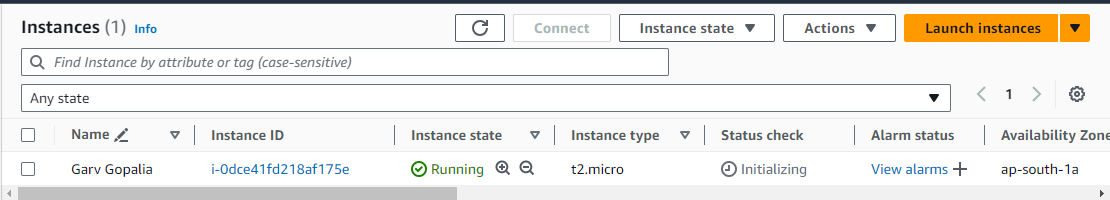 Instances (1) Info
Connect Instance state Actions Launch instances
Find Instance by attribute or tag (case-sensitive)
Any state 1
Name Instance ID Instance state Instance type Status check Alarm status Availability Zone
Garv Gopalia i-0dce41fd218af175e Running t2.micro Initializing View alarms ap-south-1a